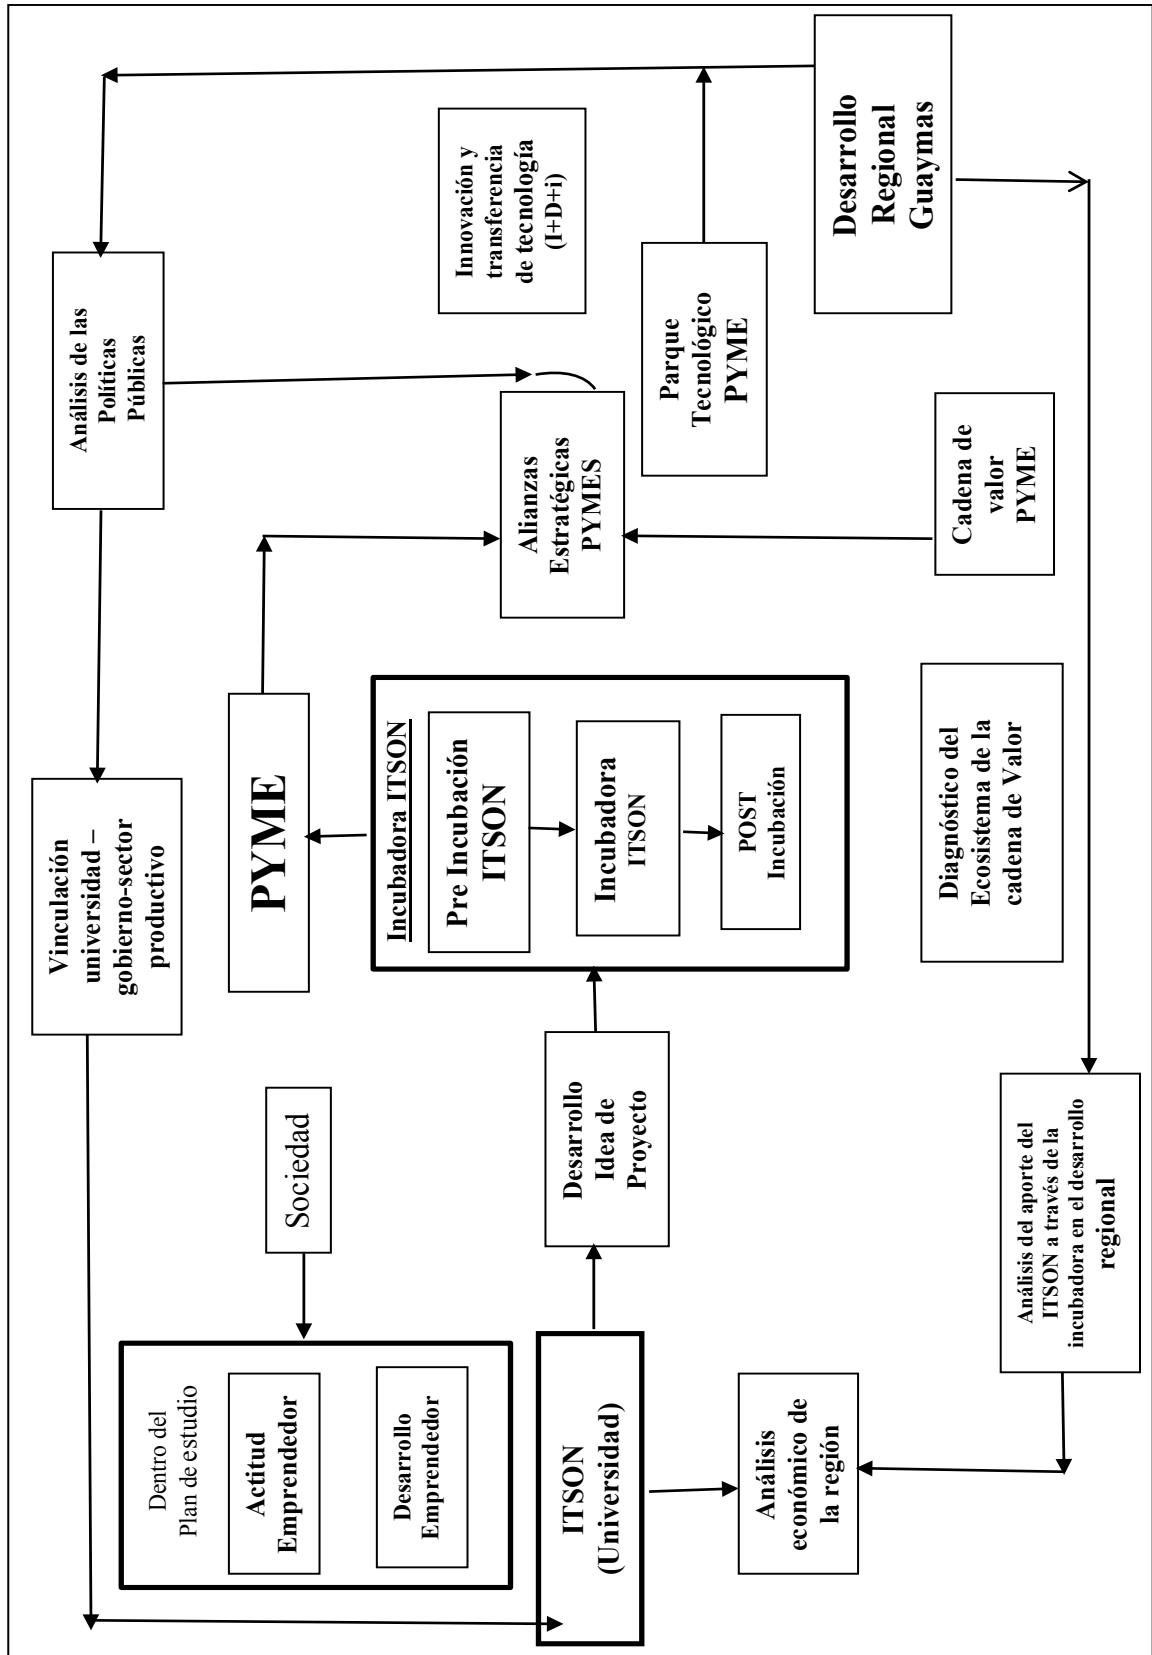 Dentro del
Plan de estudio
Actitud
Emprendedor
Desarrollo
Emprendedor
Sociedad
Vinculación
universidad –
gobierno-sector
productivo
Análisis de las
Políticas
Públicas
PYME
ITSON
(Universidad)
Desarrollo
Idea de
Proyecto
Incubadora ITSON
Pre Incubación
ITSON
Incubadora
ITSON
POST
Incubación
Alianzas
Estratégicas
PYMES
Innovación y
transferencia
de tecnología
(I+D+i)
Parque
Tecnológico
PYME
Desarrollo
Regional
Guaymas
Análisis
económico de
la región
Análisis del aporte del
ITSON a través de la
incubadora en el desarrollo
regional
Diagnóstico del
Ecosistema de la
cadena de Valor
Cadena de
valor
PYME